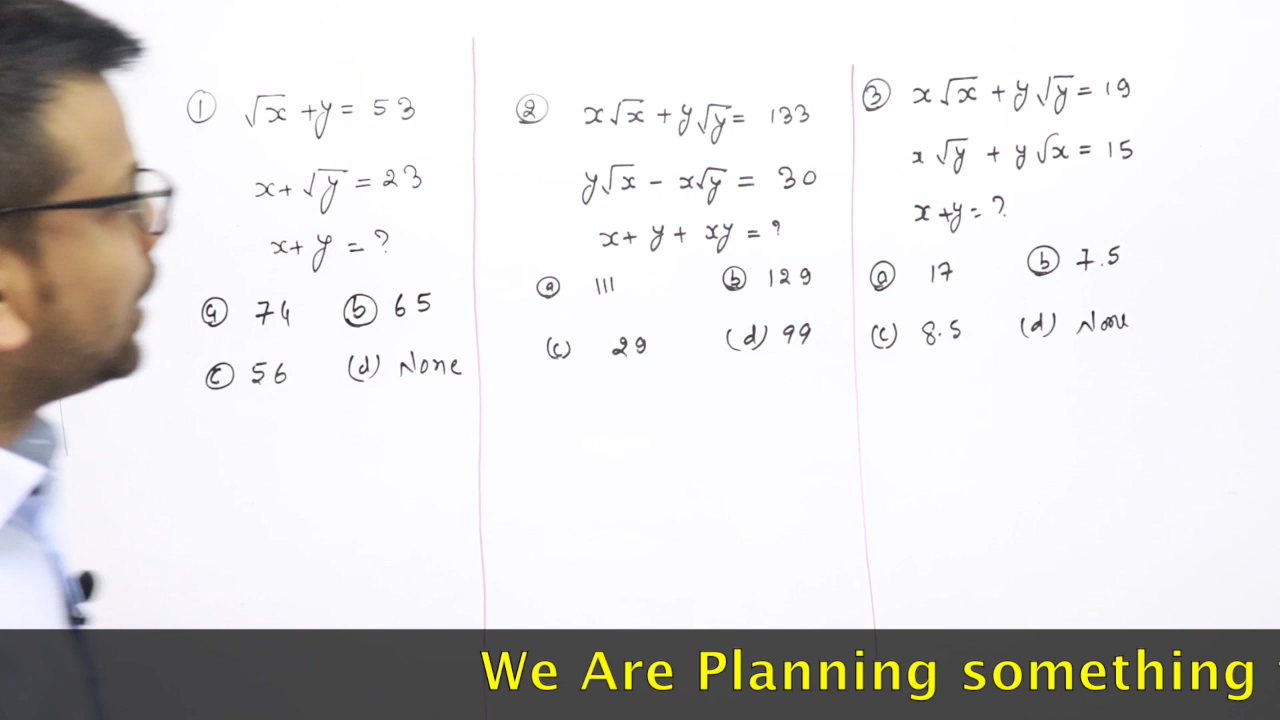 ① √x + y = 53
x + √y = 23
x + y = ?
ⓐ 74 ⓑ 65
ⓒ 56 (d) None
② x√x + y√y = 133
y√x - x√y = 30
x + y + xy = ?
ⓐ 111 ⓑ 129
(c) 29 (d) 99
③ x√x + y√y = 19
x√y + y√x = 15
x + y = ?
ⓐ 17 ⓑ 7.5
(c) 8.5 (d) None
We Are Planning something